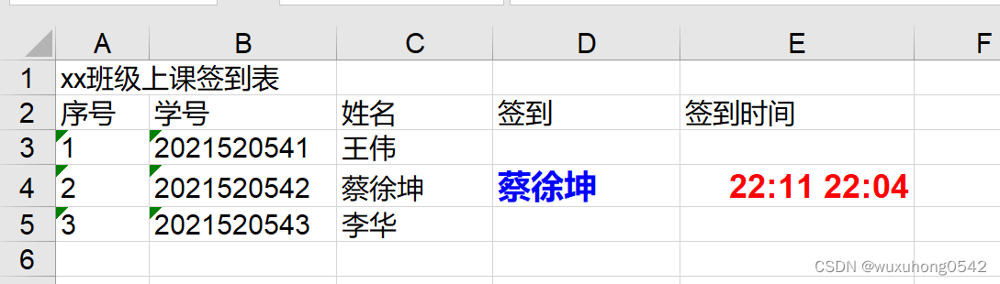 A B C D E F
1 xx班级上课签到表
2 序号 学号 姓名 签到 签到时间
3 1 2021520541 王伟
4 2 2021520542 蔡徐坤 蔡徐坤 22:11 22:04
5 3 2021520543 李华
6
CSDN @wuxuhong0542